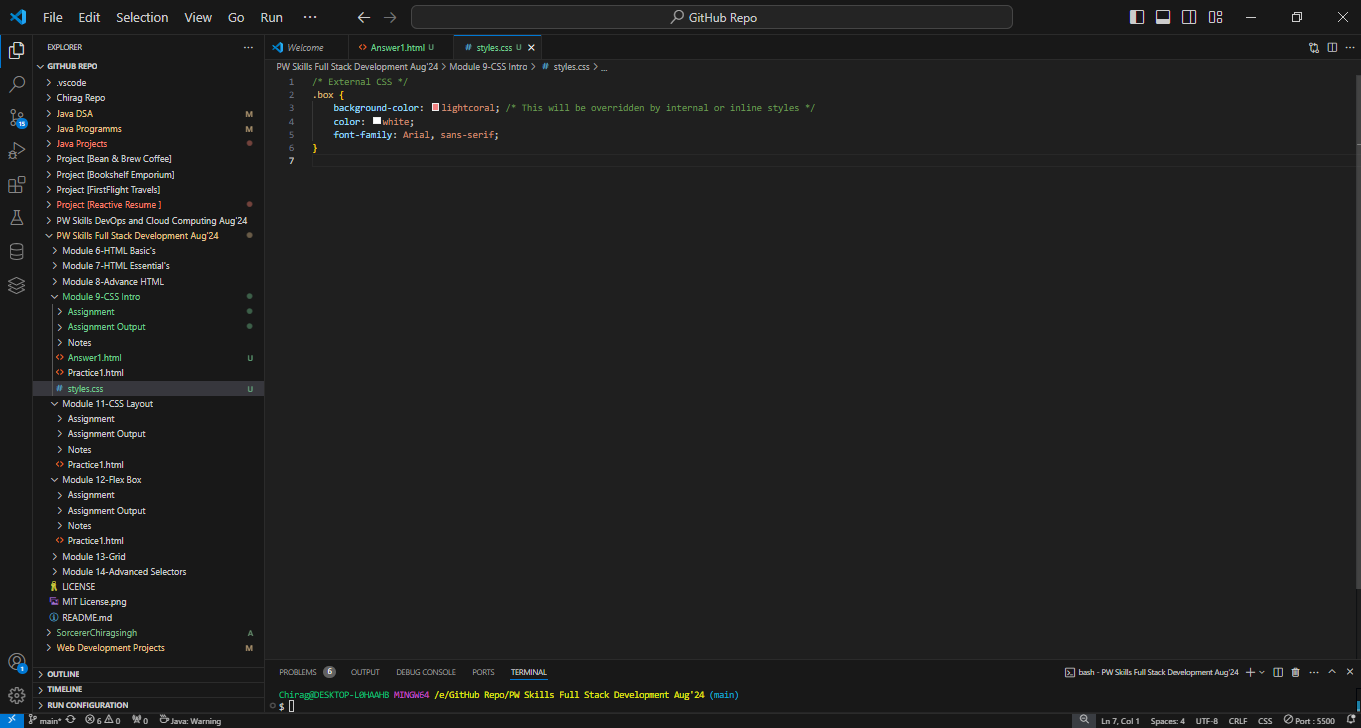 File Edit Selection View Go Run ···
GitHub Repo
EXPLORER
GITHUB REPO
.vscode
Chirag Repo
Java DSA M
Java Programms M
Java Projects
Project [Bean & Brew Coffee]
Project [Bookshelf Emporium]
Project [FirstFlight Travels]
Project [Reactive Resume ]
PW Skills DevOps and Cloud Computing Aug'24
PW Skills Full Stack Development Aug'24
Module 6-HTML Basic's
Module 7-HTML Essential's
Module 8-Advance HTML
Module 9-CSS Intro
Assignment
Assignment Output
Notes
Answer1.html U
Practice1.html
styles.css U
Module 11-CSS Layout
Assignment
Assignment Output
Notes
Practice1.html
Module 12-Flex Box
Assignment
Assignment Output
Notes
Practice1.html
Module 13-Grid
Module 14-Advanced Selectors
LICENSE
MIT License.png
README.md
SorcererChiragsingh A
Web Development Projects M
OUTLINE
TIMELINE
RUN CONFIGURATION
15
1
Welcome Answer1.html U styles.css U
PW Skills Full Stack Development Aug'24 > Module 9-CSS Intro > # styles.css > ...
1 /* External CSS */
2 .box {
3 background-color: lightcoral; /* This will be overridden by internal or inline styles */
4 color: white;
5 font-family: Arial, sans-serif;
6 }
7
PROBLEMS 6 OUTPUT DEBUG CONSOLE PORTS TERMINAL
bash - PW Skills Full Stack Development Aug'24
Chirag@DESKTOP-L0HAAHB MINGW64 /e/GitHub Repo/PW Skills Full Stack Development Aug'24 (main)
$
main* 6 0 0 Java: Warning
Ln 7, Col 1 Spaces: 4 UTF-8 CRLF CSS Port : 5500